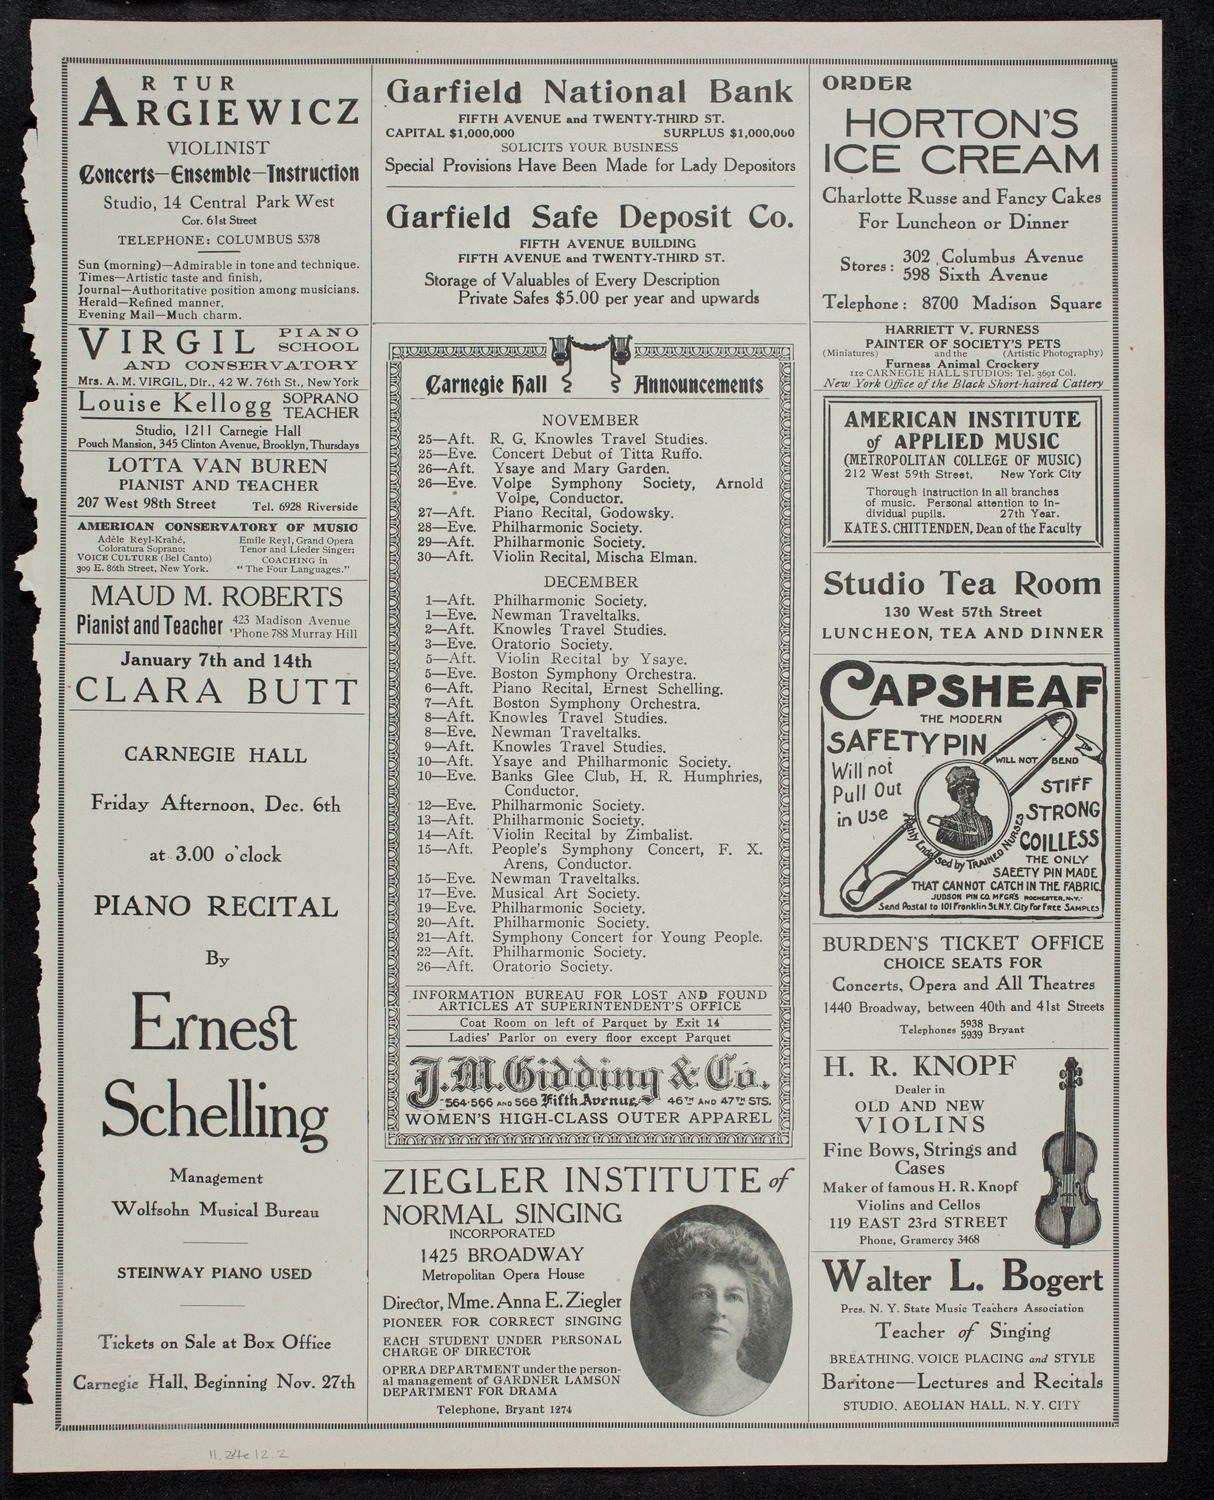 ARTUR
ARGIEWICZ
VIOLINIST
Concerts—Ensemble—Instruction
Studio, 14 Central Park West
Cor. 61st Street
TELEPHONE: COLUMBUS 5378
Sun (morning)—Admirable in tone and technique.
Times—Artistic taste and finish,
Journal—Authoritative position among musicians.
Herald—Refined manner,
Evening Mail—Much charm.
VIRGIL PIANO SCHOOL
AND CONSERVATORY
Mrs. A. M. VIRGIL, Dir., 42 W. 76th St., New York
Louise Kellogg SOPRANO TEACHER
Studio, 1211 Carnegie Hall
Pouch Mansion, 345 Clinton Avenue, Brooklyn, Thursdays
LOTTA VAN BUREN
PIANIST AND TEACHER
207 West 98th Street Tel. 6928 Riverside
AMERICAN CONSERVATORY OF MUSIC
Adèle Reyl-Krahé,
Coloratura Soprano:
VOICE CULTURE (Bel Canto)
309 E. 86th Street, New York.
Emile Reyl, Grand Opera
Tenor and Lieder Singer:
COACHING in
"The Four Languages."
MAUD M. ROBERTS
Pianist and Teacher 423 Madison Avenue
'Phone 788 Murray Hill
January 7th and 14th
CLARA BUTT
CARNEGIE HALL
Friday Afternoon, Dec. 6th
at 3.00 o'clock
PIANO RECITAL
By
Ernest
Schelling
Management
Wolfsohn Musical Bureau
STEINWAY PIANO USED
Tickets on Sale at Box Office
Carnegie Hall, Beginning Nov. 27th
Garfield National Bank
FIFTH AVENUE and TWENTY-THIRD ST.
CAPITAL $1,000,000 SURPLUS $1,000,000
SOLICITS YOUR BUSINESS
Special Provisions Have Been Made for Lady Depositors
Garfield Safe Deposit Co.
FIFTH AVENUE BUILDING
FIFTH AVENUE and TWENTY-THIRD ST.
Storage of Valuables of Every Description
Private Safes $5.00 per year and upwards
Carnegie Hall Announcements
NOVEMBER
25—Aft. R. G. Knowles Travel Studies.
25—Eve. Concert Debut of Titta Ruffo.
26—Aft. Ysaye and Mary Garden.
26—Eve. Volpe Symphony Society, Arnold
Volpe, Conductor.
27—Aft. Piano Recital, Godowsky.
28—Eve. Philharmonic Society.
29—Aft. Philharmonic Society.
30—Aft. Violin Recital, Mischa Elman.
DECEMBER
1—Aft. Philharmonic Society.
1—Eve. Newman Traveltalks.
2—Aft. Knowles Travel Studies.
3—Eve. Oratorio Society.
5—Aft. Violin Recital by Ysaye.
5—Eve. Boston Symphony Orchestra.
6—Aft. Piano Recital, Ernest Schelling.
7—Aft. Boston Symphony Orchestra.
8—Aft. Knowles Travel Studies.
8—Eve. Newman Traveltalks.
9—Aft. Knowles Travel Studies.
10—Aft. Ysaye and Philharmonic Society.
10—Eve. Banks Glee Club, H. R. Humphries,
Conductor.
12—Eve. Philharmonic Society.
13—Aft. Philharmonic Society.
14—Aft. Violin Recital by Zimbalist.
15—Aft. People's Symphony Concert, F. X.
Arens, Conductor.
15—Eve. Newman Traveltalks.
17—Eve. Musical Art Society.
19—Eve. Philharmonic Society.
20—Aft. Philharmonic Society.
21—Aft. Symphony Concert for Young People.
22—Aft. Philharmonic Society.
26—Aft. Oratorio Society.
INFORMATION BUREAU FOR LOST AND FOUND
ARTICLES AT SUPERINTENDENT'S OFFICE
Coat Room on left of Parquet by Exit 14
Ladies' Parlor on every floor except Parquet
J. M. Gidding & Co.
564-566 AND 568 Fifth Avenue 46TH AND 47TH STS.
WOMEN'S HIGH-CLASS OUTER APPAREL
ZIEGLER INSTITUTE of
NORMAL SINGING
INCORPORATED
1425 BROADWAY
Metropolitan Opera House
Director, Mme. Anna E. Ziegler
PIONEER FOR CORRECT SINGING
EACH STUDENT UNDER PERSONAL
CHARGE OF DIRECTOR
OPERA DEPARTMENT under the person-
al management of GARDNER LAMSON
DEPARTMENT FOR DRAMA
Telephone, Bryant 1274
ORDER
HORTON'S
ICE CREAM
Charlotte Russe and Fancy Cakes
For Luncheon or Dinner
Stores: 302 Columbus Avenue
598 Sixth Avenue
Telephone: 8700 Madison Square
HARRIETT V. FURNESS
PAINTER OF SOCIETY'S PETS
(Miniatures) and the (Artistic Photography)
Furness Animal Crockery
112 CARNEGIE HALL STUDIOS: Tel. 3691 Col.
New York Office of the Black Short-haired Cattery
AMERICAN INSTITUTE
of APPLIED MUSIC
(METROPOLITAN COLLEGE OF MUSIC)
212 West 59th Street, New York City
Thorough instruction in all branches
of music. Personal attention to in-
dividual pupils. 27th Year.
KATE S. CHITTENDEN, Dean of the Faculty
Studio Tea Room
130 West 57th Street
LUNCHEON, TEA AND DINNER
CAPSHEAF
THE MODERN
SAFETY PIN
WILL NOT BEND
Will not
Pull Out
in Use
STIFF
STRONG
COILLESS
Highly Endorsed by TRAINED NURSES
THE ONLY
SAFETY PIN MADE
THAT CANNOT CATCH IN THE FABRIC.
JUDSON PIN CO. MFGRS ROCHESTER, N.Y.
Send Postal to 101 Franklin St. N.Y. City for FREE SAMPLES
BURDEN'S TICKET OFFICE
CHOICE SEATS FOR
Concerts, Opera and All Theatres
1440 Broadway, between 40th and 41st Streets
Telephones 5938 5939 Bryant
H. R. KNOPF
Dealer in
OLD AND NEW
VIOLINS
Fine Bows, Strings and
Cases
Maker of famous H. R. Knopf
Violins and Cellos
119 EAST 23rd STREET
Phone, Gramercy 3468
Walter L. Bogert
Pres. N. Y. State Music Teachers Association
Teacher of Singing
BREATHING, VOICE PLACING and STYLE
Baritone—Lectures and Recitals
STUDIO, AEOLIAN HALL, N. Y. CITY
11.24e12.2